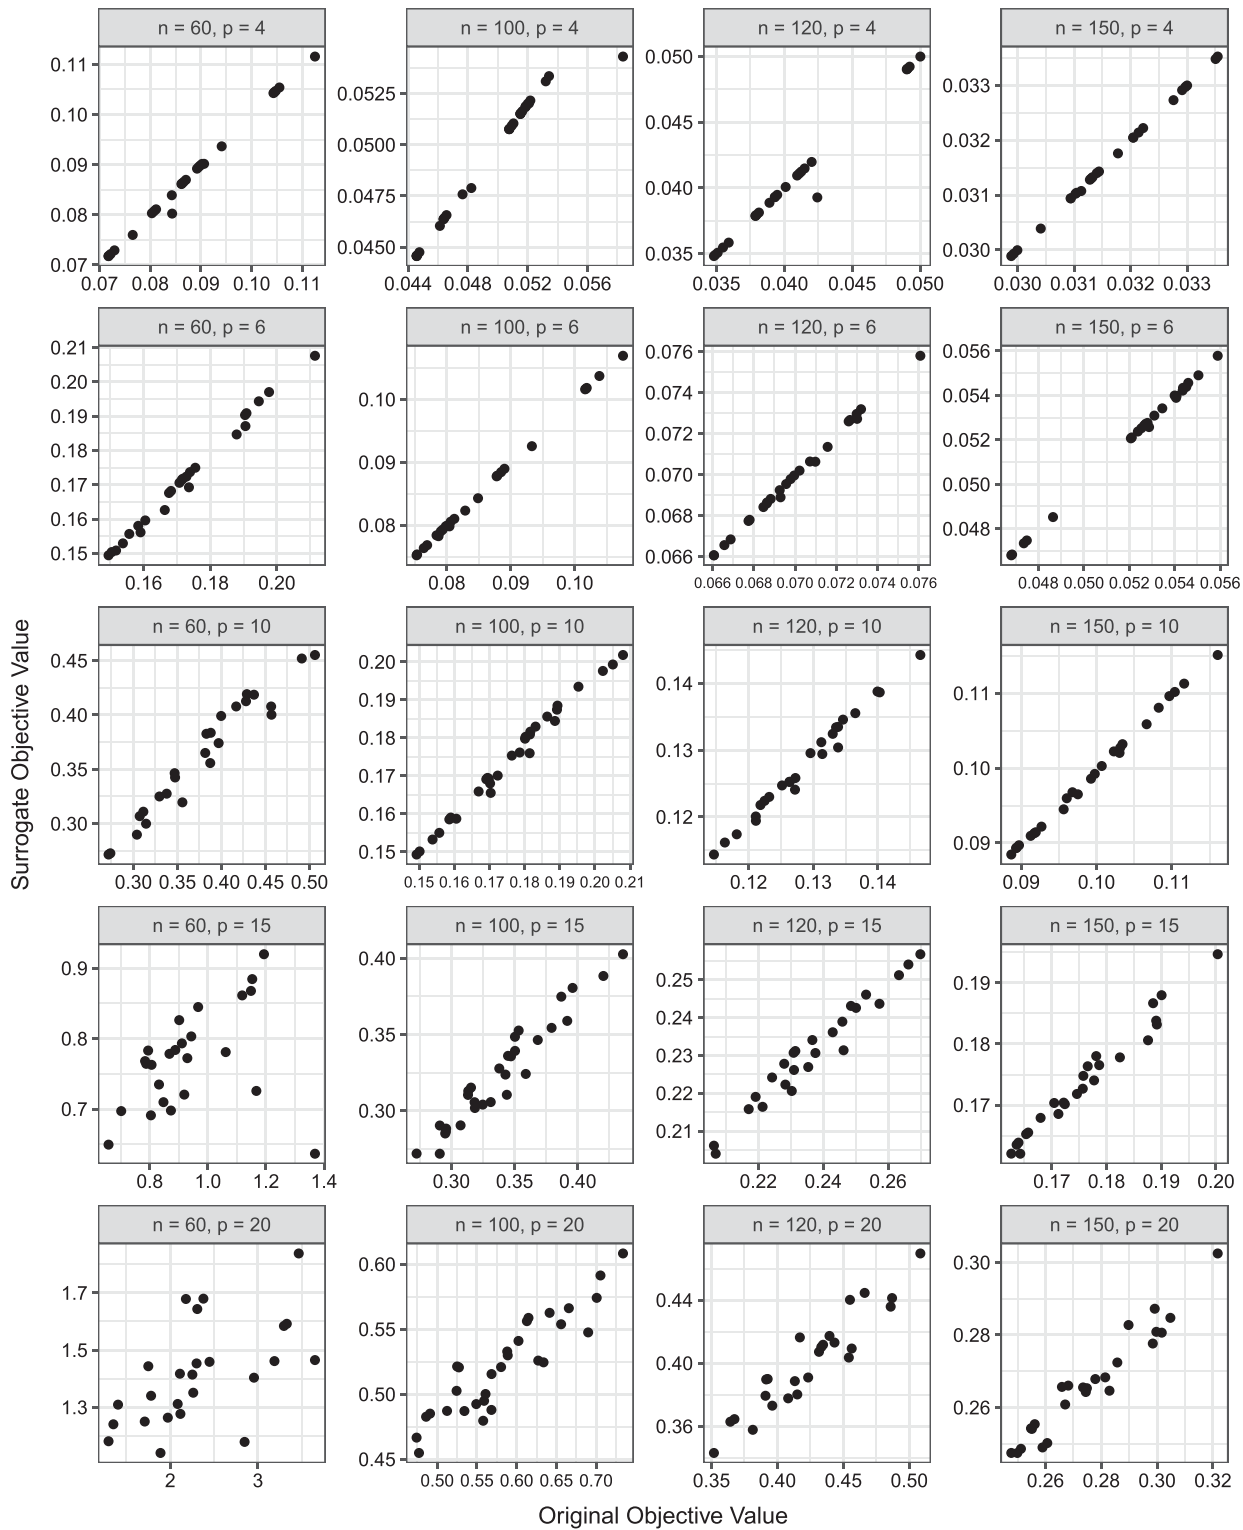 n = 60, p = 4
n = 100, p = 4
n = 120, p = 4
n = 150, p = 4
0.11
0.10
0.09
0.08
0.07
0.0525
0.0500
0.0475
0.0450
0.050
0.045
0.040
0.035
0.033
0.032
0.031
0.030
0.07 0.08 0.09 0.10 0.11
0.044 0.048 0.052 0.056
0.035 0.040 0.045 0.050
0.030 0.031 0.032 0.033
n = 60, p = 6
n = 100, p = 6
n = 120, p = 6
n = 150, p = 6
0.21
0.20
0.19
0.18
0.17
0.16
0.15
0.10
0.09
0.08
0.076
0.074
0.072
0.070
0.068
0.066
0.056
0.054
0.052
0.050
0.048
0.16 0.18 0.20
0.08 0.09 0.10
0.066 0.068 0.070 0.072 0.074 0.076
0.048 0.050 0.052 0.054 0.056
Surrogate Objective Value
n = 60, p = 10
n = 100, p = 10
n = 120, p = 10
n = 150, p = 10
0.45
0.40
0.35
0.30
0.20
0.19
0.18
0.17
0.16
0.15
0.14
0.13
0.12
0.11
0.10
0.09
0.30 0.35 0.40 0.45 0.50
0.15 0.16 0.17 0.18 0.19 0.20 0.21
0.12 0.13 0.14
0.09 0.10 0.11
n = 60, p = 15
n = 100, p = 15
n = 120, p = 15
n = 150, p = 15
0.9
0.8
0.7
0.40
0.35
0.30
0.25
0.24
0.23
0.22
0.21
0.19
0.18
0.17
0.8 1.0 1.2 1.4
0.30 0.35 0.40
0.22 0.24 0.26
0.17 0.18 0.19 0.20
n = 60, p = 20
n = 100, p = 20
n = 120, p = 20
n = 150, p = 20
1.7
1.5
1.3
0.60
0.55
0.50
0.45
0.44
0.40
0.36
0.30
0.28
0.26
2 3
0.50 0.55 0.60 0.65 0.70
0.35 0.40 0.45 0.50
0.26 0.28 0.30 0.32
Original Objective Value